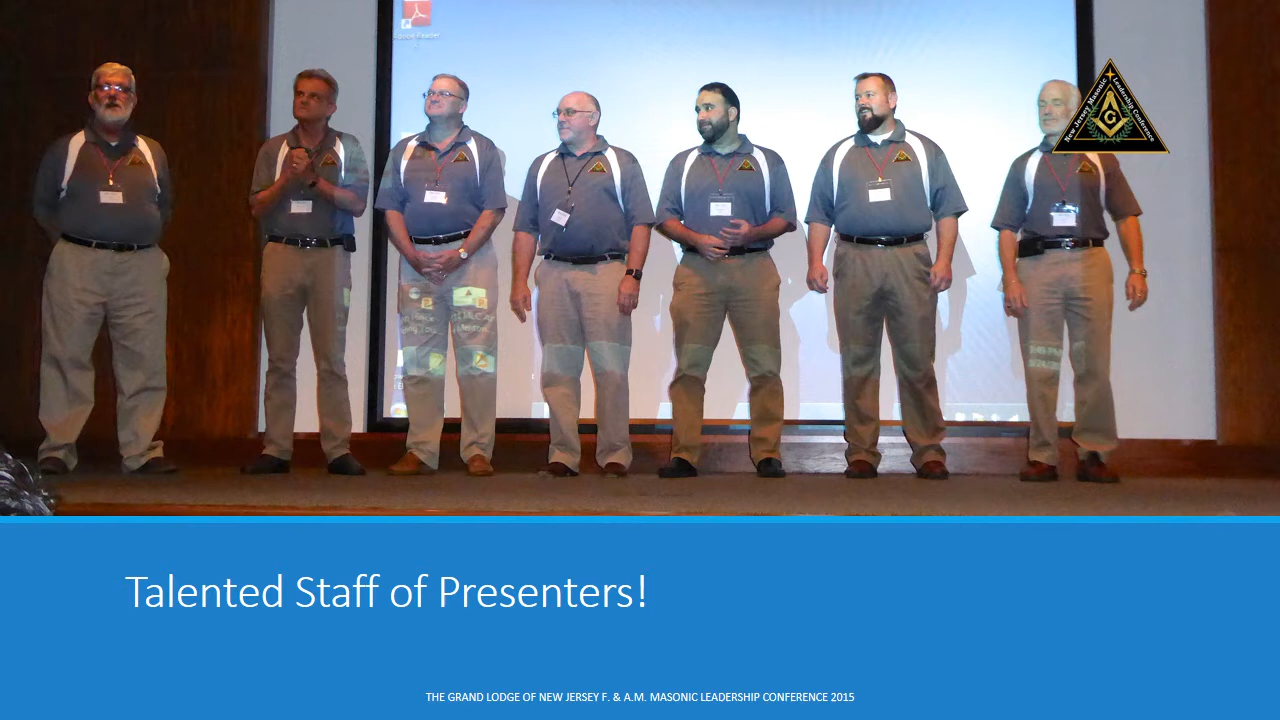 New Jersey Masonic Leadership Conference
G
Talented Staff of Presenters!
THE GRAND LODGE OF NEW JERSEY F. & A.M. MASONIC LEADERSHIP CONFERENCE 2015